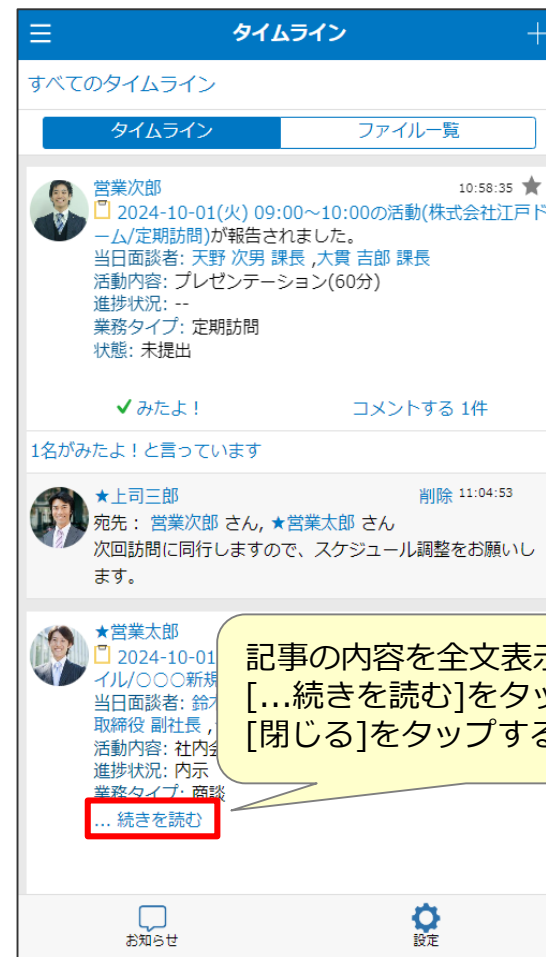 タイムライン
すべてのタイムライン
タイムライン ファイル一覧
営業次郎 10:58:35
2024-10-01(火) 09:00～10:00の活動(株式会社江戸ド
ーム/定期訪問)が報告されました。
当日面談者: 天野 次男 課長 ,大貫 吉郎 課長
活動内容: プレゼンテーション(60分)
進捗状況: --
業務タイプ: 定期訪問
状態: 未提出
みたよ！ コメントする 1件
1名がみたよ！と言っています
★上司三郎 削除 11:04:53
宛先： 営業次郎 さん, ★営業太郎 さん
次回訪問に同行しますので、スケジュール調整をお願いし
ます。
★営業太郎
2024-10-01
イル/○○○新規
当日面談者: 鈴木
取締役 副社長 ,
活動内容: 社内会
進捗状況: 内示
業務タイプ: 商談
... 続きを読む
記事の内容を全文表示
[...続きを読む]をタッ
[閉じる]をタップする
お知らせ 設定